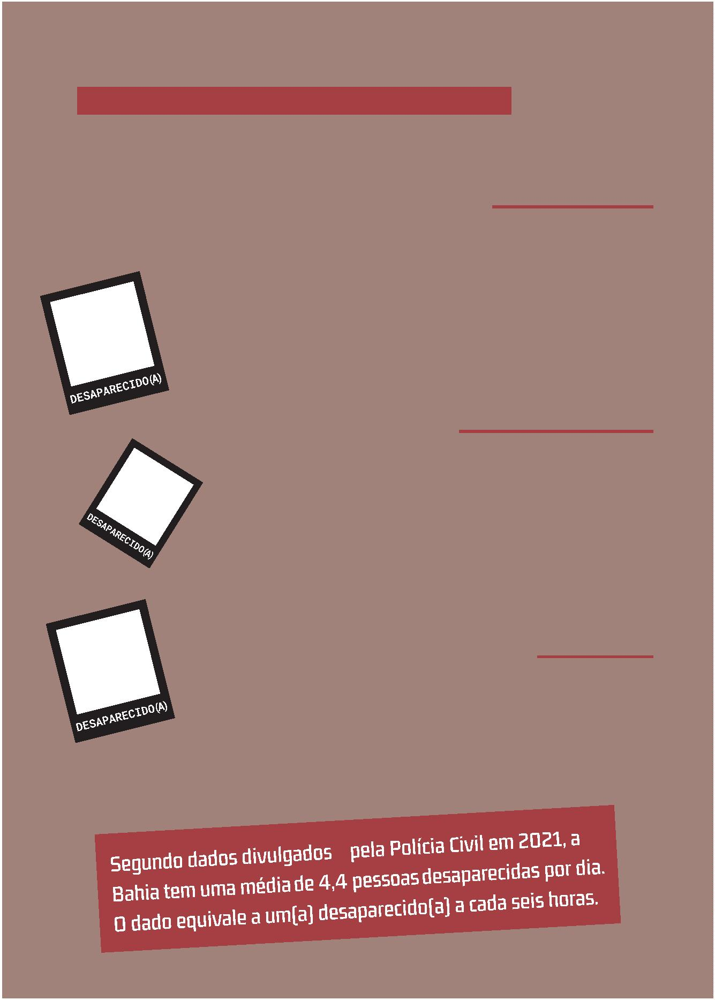 DESAPARECIDO(A)
DESAPARECIDO(A)
DESAPARECIDO(A)
Segundo dados divulgados pela Polícia Civil em 2021, a
Bahia tem uma média de 4,4 pessoas desaparecidas por dia.
O dado equivale a um(a) desaparecido(a) a cada seis horas.